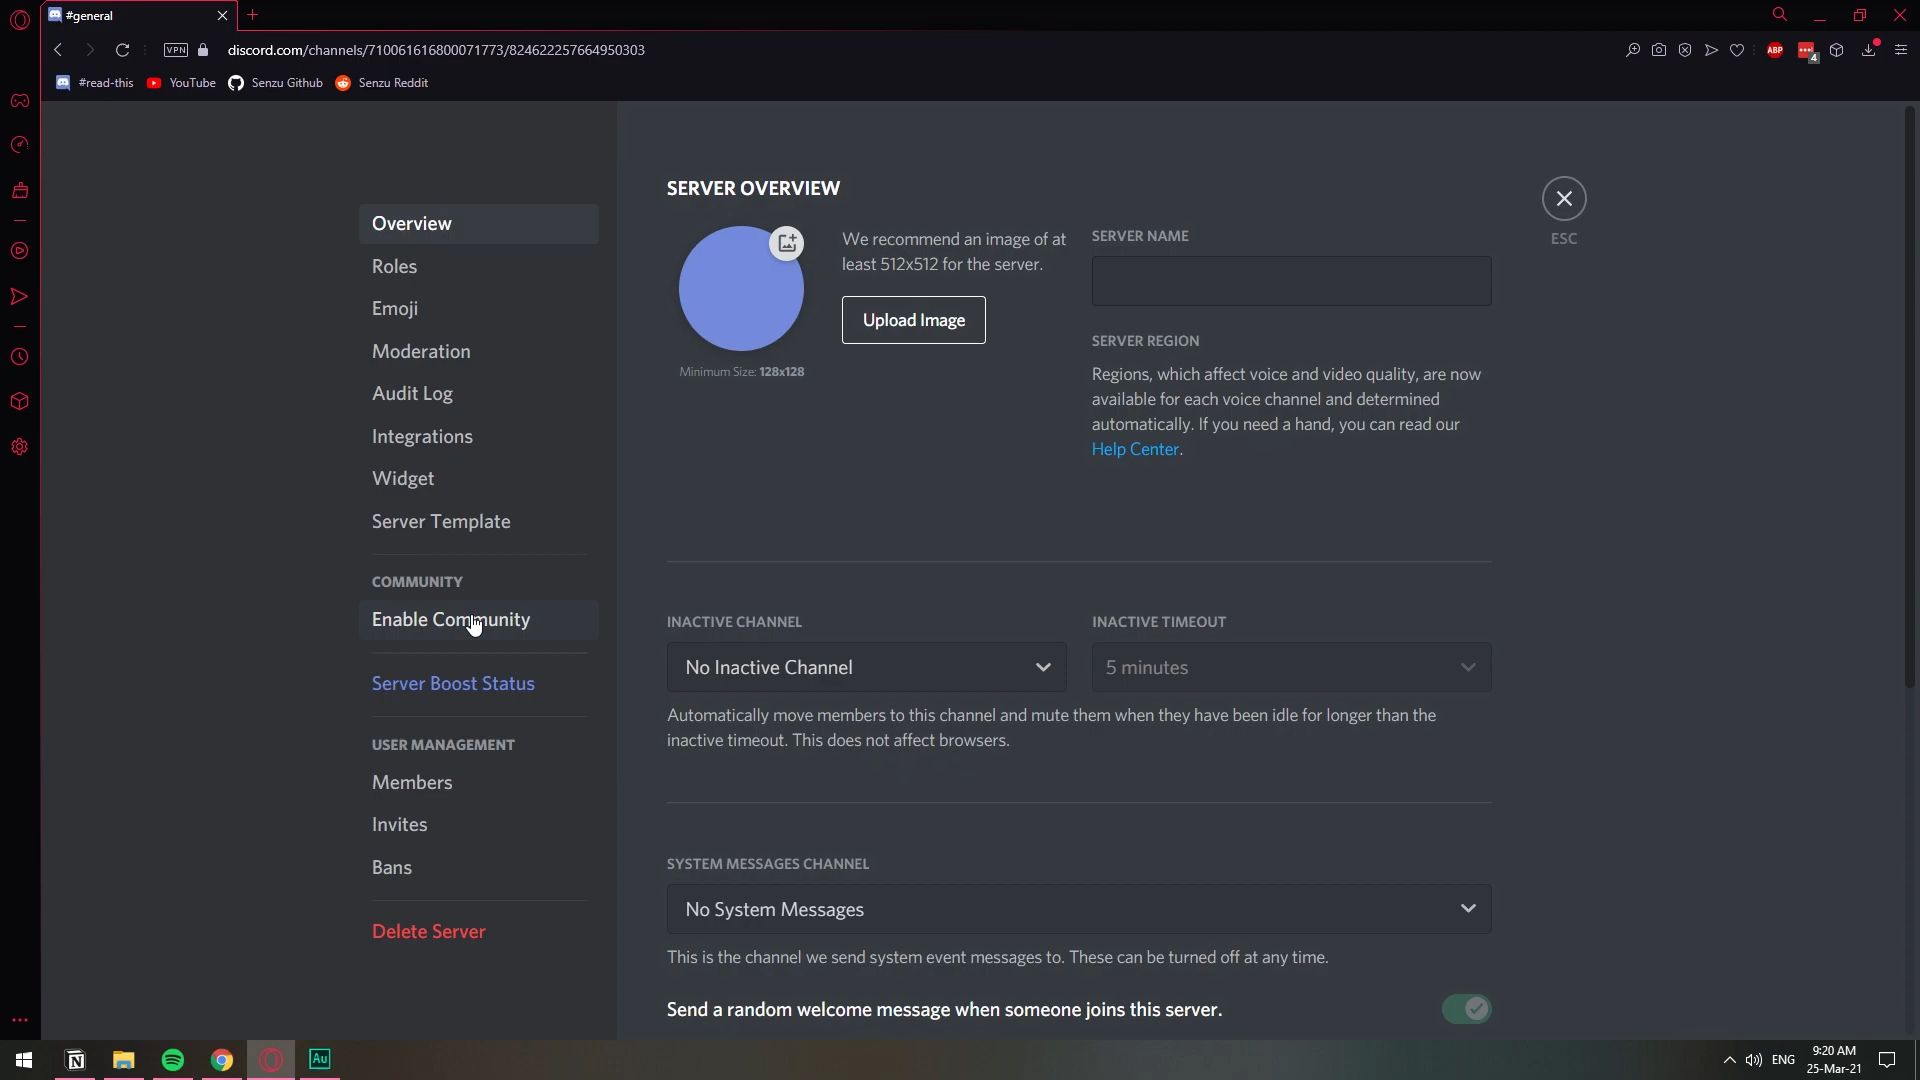 #general
VPN
discord.com/channels/710061616800071773/824622257664950303
ABP
4
#read-this YouTube Senzu Github Senzu Reddit
Overview
Roles
Emoji
Moderation
Audit Log
Integrations
Widget
Server Template
COMMUNITY
Enable Community
Server Boost Status
USER MANAGEMENT
Members
Invites
Bans
Delete Server
SERVER OVERVIEW
Minimum Size: 128x128
We recommend an image of at
least 512x512 for the server.
Upload Image
SERVER NAME
SERVER REGION
Regions, which affect voice and video quality, are now
available for each voice channel and determined
automatically. If you need a hand, you can read our
Help Center.
ESC
INACTIVE CHANNEL
No Inactive Channel
INACTIVE TIMEOUT
5 minutes
Automatically move members to this channel and mute them when they have been idle for longer than the
inactive timeout. This does not affect browsers.
SYSTEM MESSAGES CHANNEL
No System Messages
This is the channel we send system event messages to. These can be turned off at any time.
Send a random welcome message when someone joins this server.
Au
ENG
9:20 AM
25-Mar-21